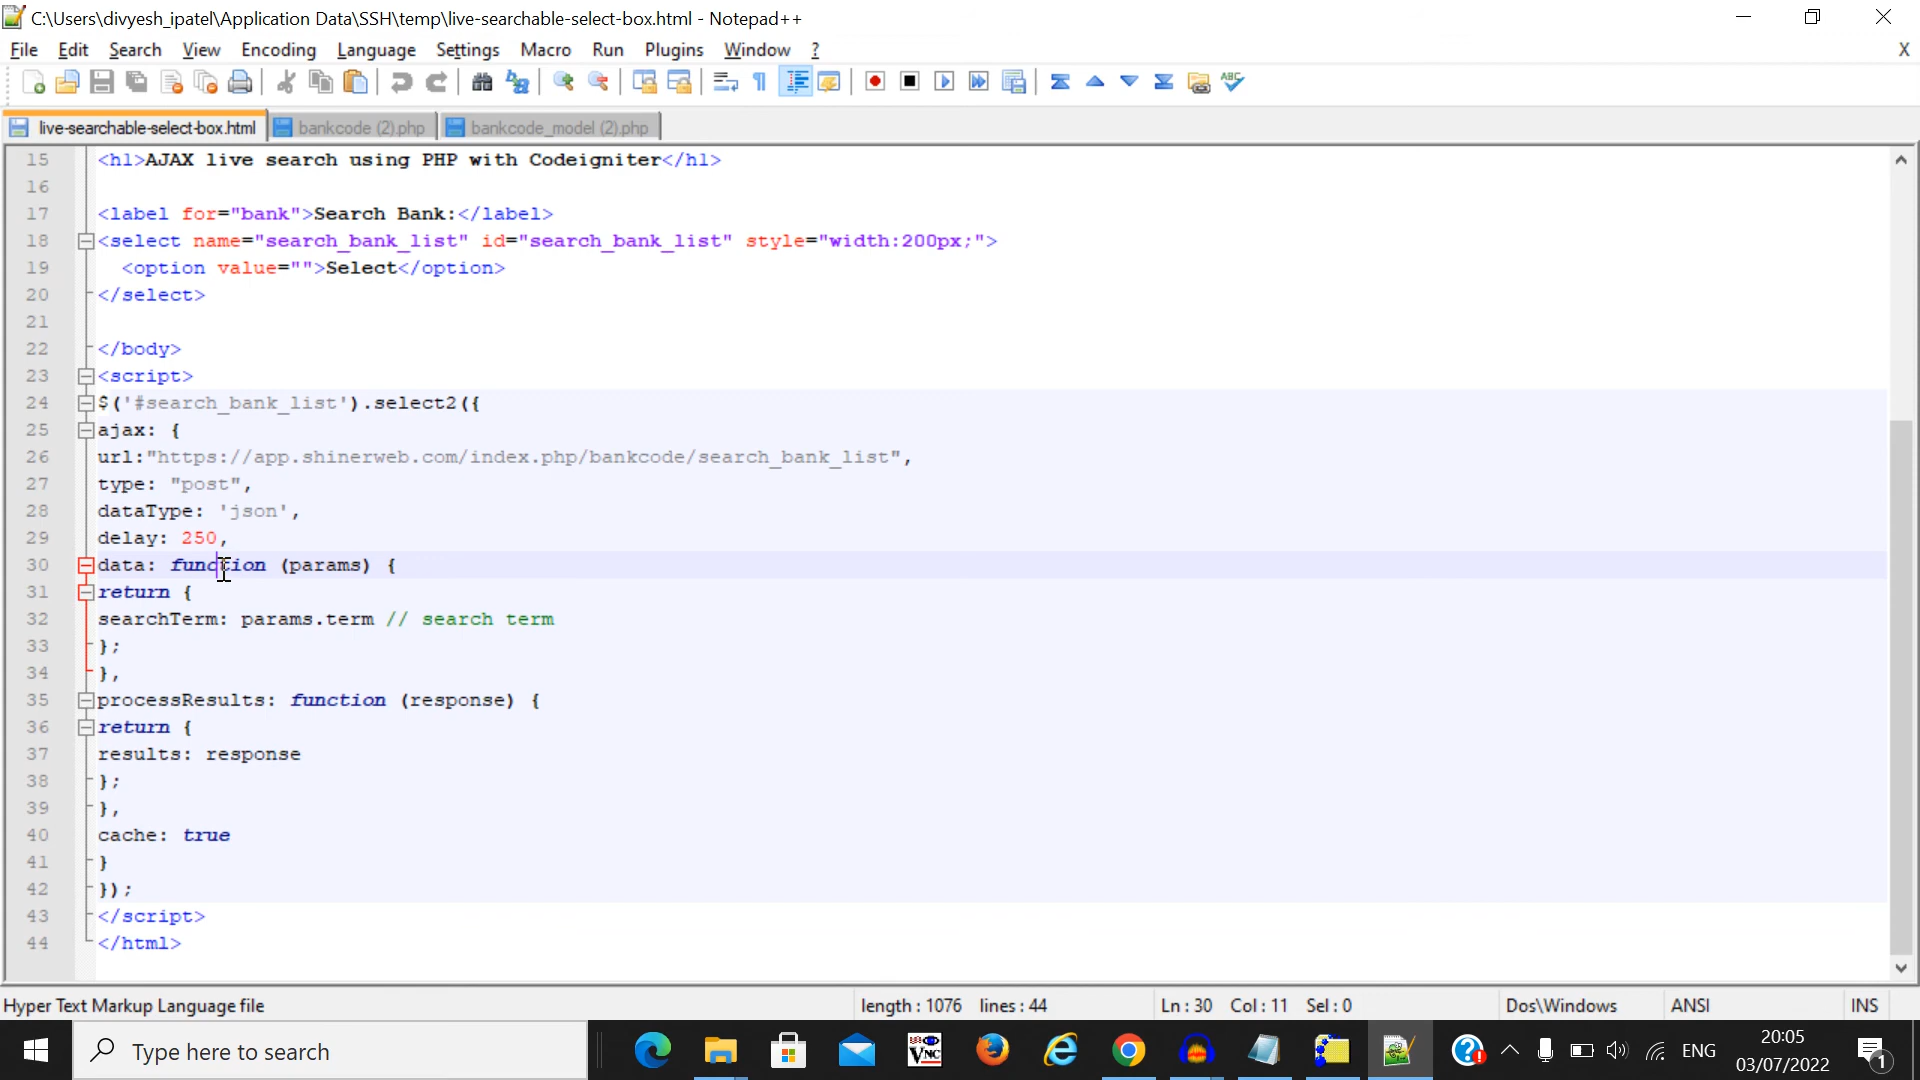 C:\Users\divyesh_ipatel\Application Data\SSH\temp\live-searchable-select-box.html - Notepad++
File Edit Search View Encoding Language Settings Macro Run Plugins Window ? X
live-searchable-select-box.html bankcode (2).php bankcode_model (2).php
15 <h1>AJAX live search using PHP with Codeigniter</h1>
16
17 <label for="bank">Search Bank:</label>
18 <select name="search_bank_list" id="search_bank_list" style="width:200px;">
19 <option value="">Select</option>
20 </select>
21
22 </body>
23 <script>
24 $('#search_bank_list').select2({
25 ajax: {
26 url:"https://app.shinerweb.com/index.php/bankcode/search_bank_list",
27 type: "post",
28 dataType: 'json',
29 delay: 250,
30 data: function (params) {
31 return {
32 searchTerm: params.term // search term
33 };
34 },
35 processResults: function (response) {
36 return {
37 results: response
38 };
39 },
40 cache: true
41 }
42 });
43 </script>
44 </html>
Hyper Text Markup Language file length : 1076 lines : 44 Ln : 30 Col : 11 Sel : 0 Dos\Windows ANSI INS
Type here to search
ENG
20:05
03/07/2022
1